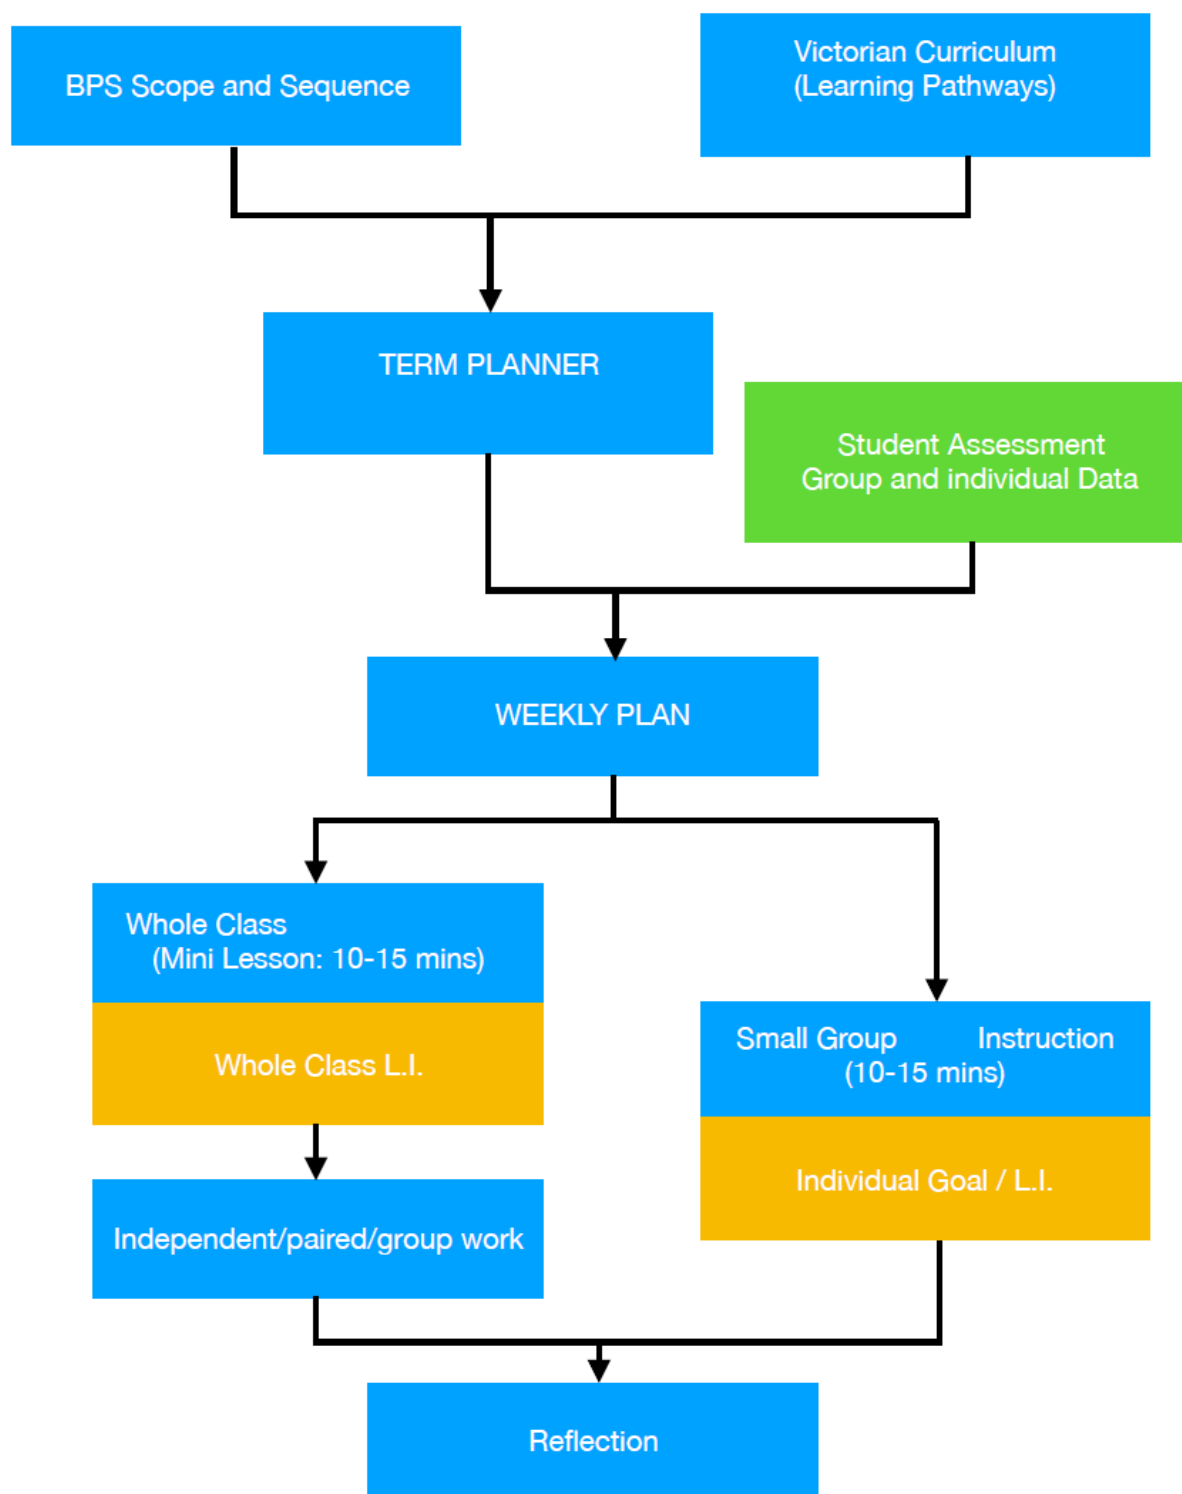 BPS Scope and Sequence
Victorian Curriculum
(Learning Pathways)
TERM PLANNER
Student Assessment
Group and individual Data
WEEKLY PLAN
Whole Class
(Mini Lesson: 10-15 mins)
Whole Class L.I.
Small Group Instruction
(10-15 mins)
Individual Goal / L.I.
Independent/paired/group work
Reflection